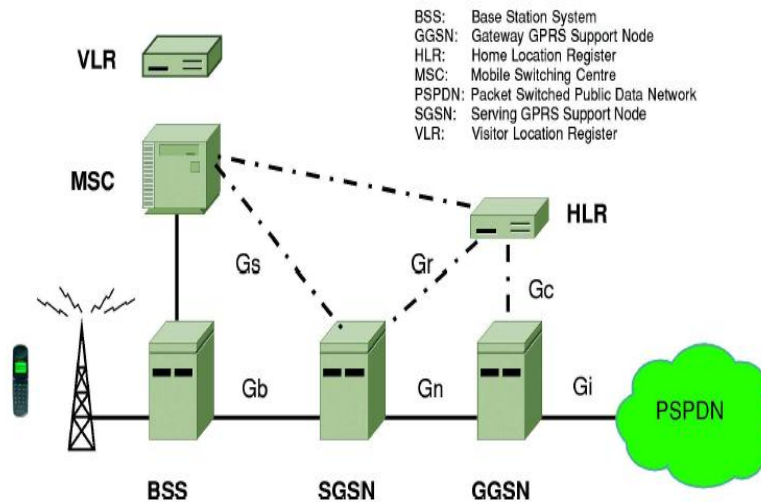 BSS: Base Station System
GGSN: Gateway GPRS Support Node
HLR: Home Location Register
MSC: Mobile Switching Centre
PSPDN: Packet Switched Public Data Network
SGSN: Serving GPRS Support Node
VLR: Visitor Location Register
VLR
MSC
HLR
Gs
Gr
Gc
Gb
Gn
Gi
PSPDN
BSS
SGSN
GGSN